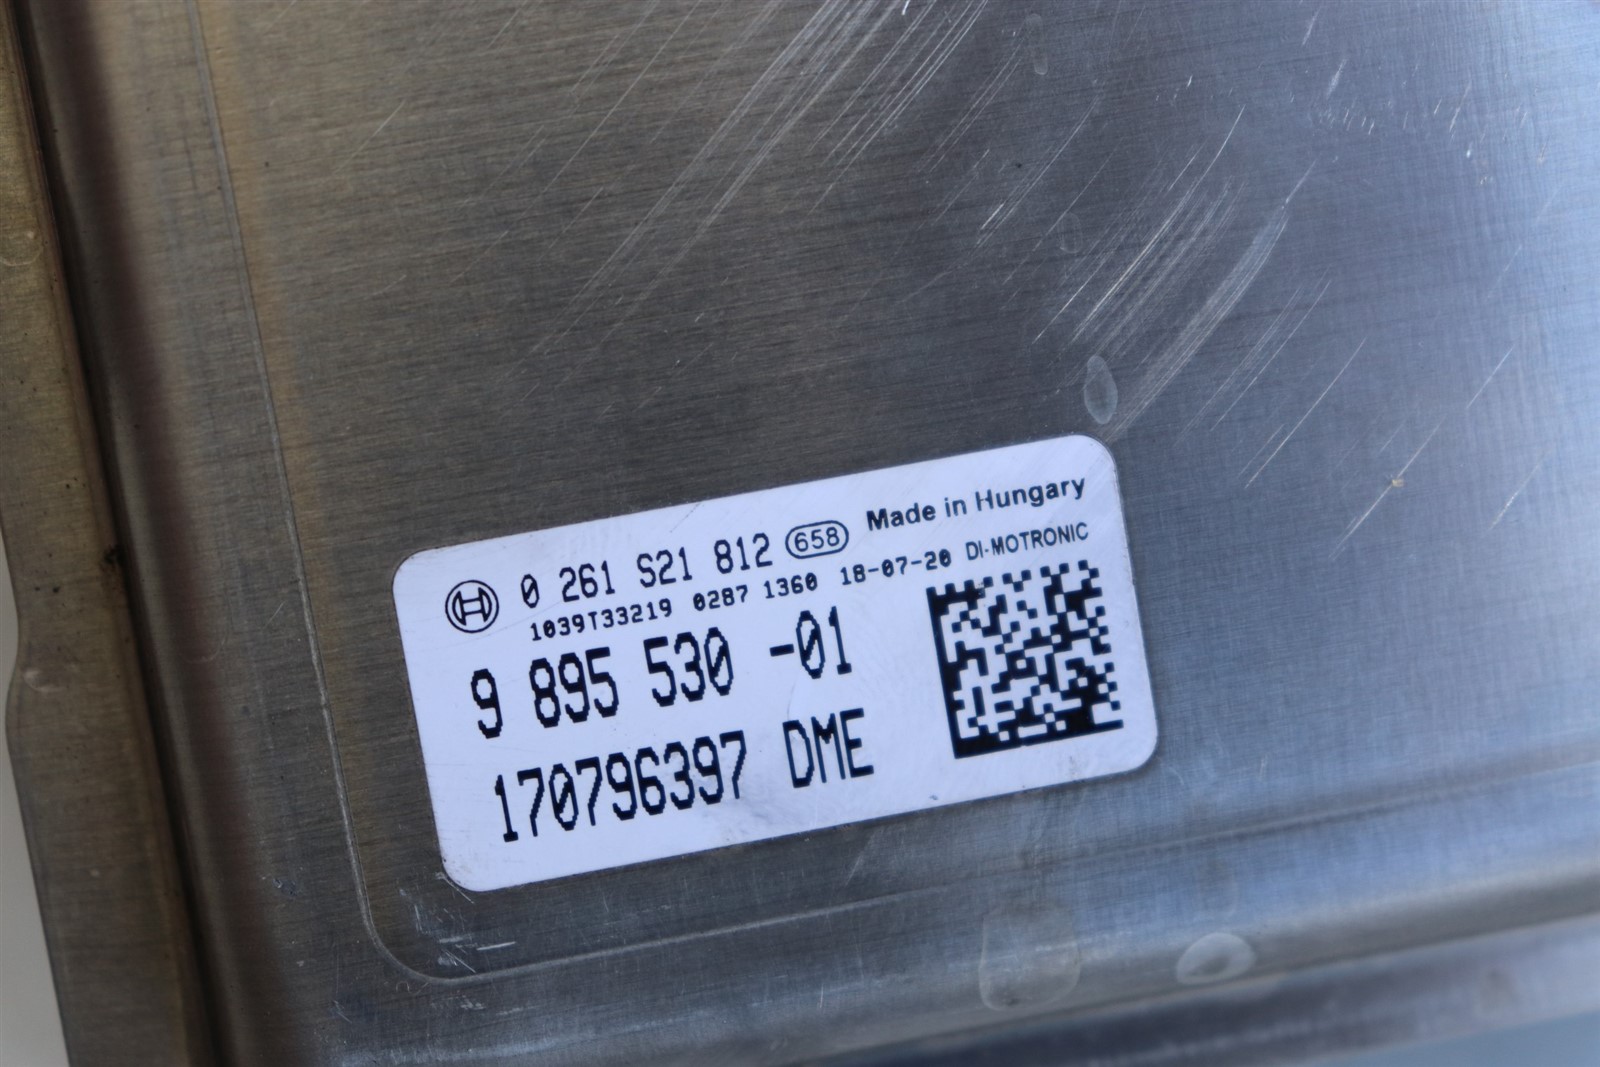 0 261 S21 812 658 Made in Hungary
1039T33219 0287 1360 18-07-20 DI-MOTRONIC
9 895 530 -01
170796397 DME